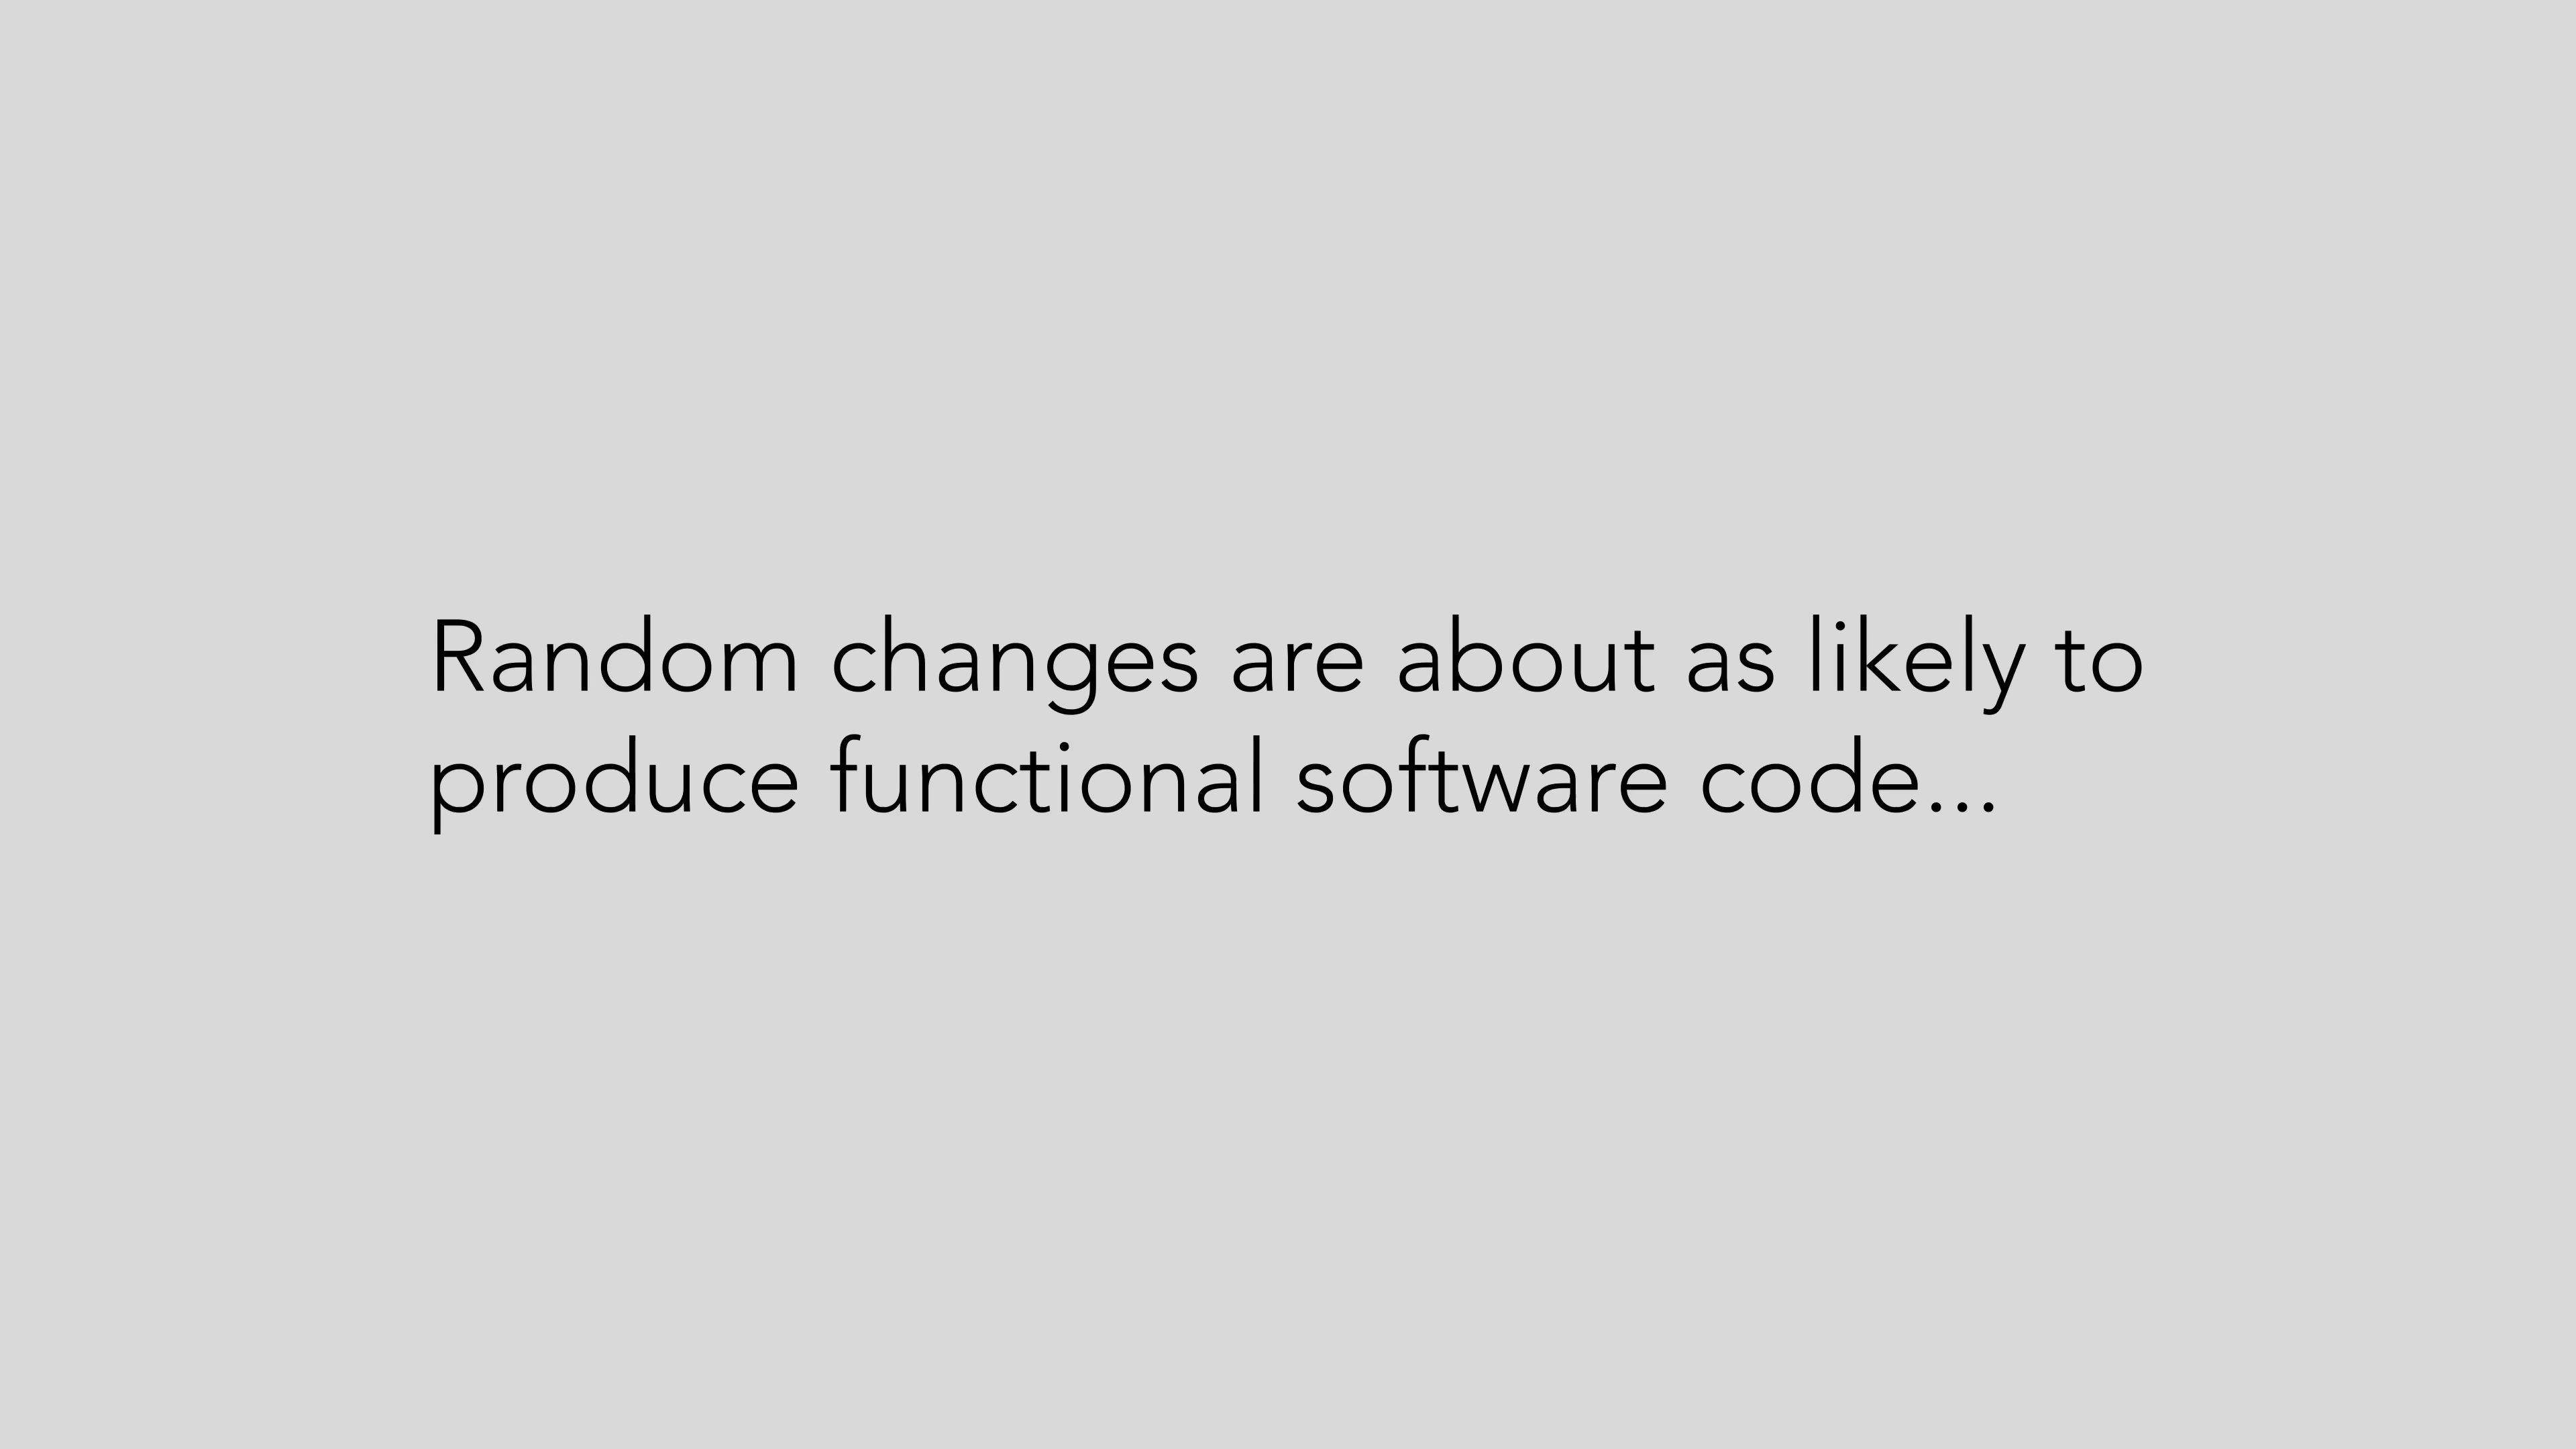 Random changes are about as likely to
produce functional software code...